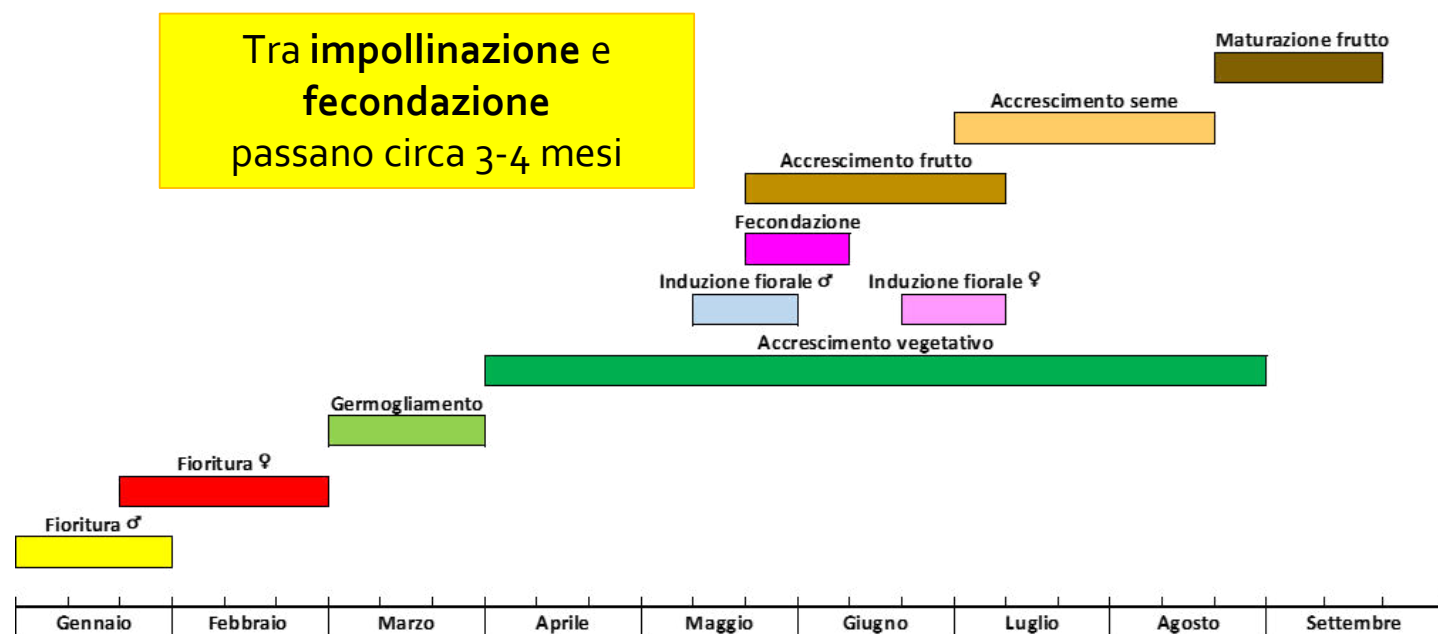 Tra impollinazione e
fecondazione
passano circa 3-4 mesi
Maturazione frutto
Accrescimento seme
Accrescimento frutto
Fecondazione
Induzione fiorale ♂
Induzione fiorale ♀
Accrescimento vegetativo
Germogliamento
Fioritura ♀
Fioritura ♂
Gennaio Febbraio Marzo Aprile Maggio Giugno Luglio Agosto Settembre